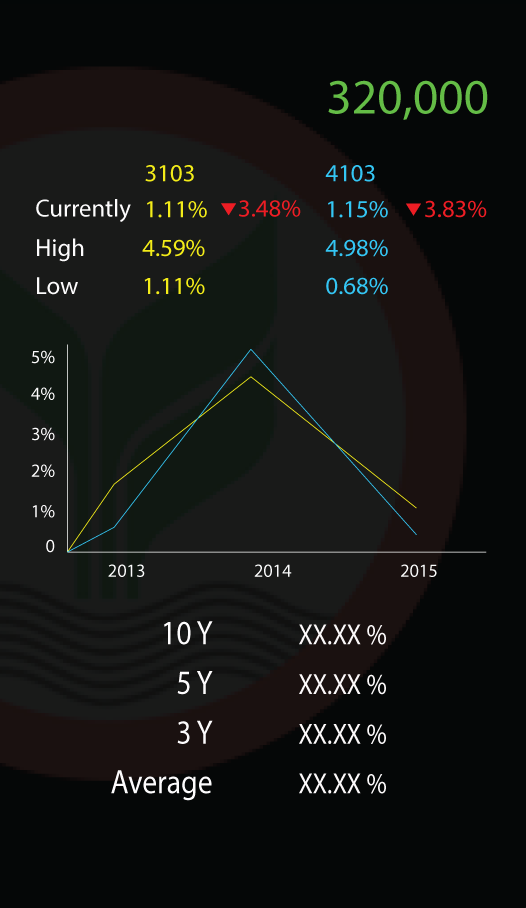 320,000
3103 4103
Currently 1.11% ▼3.48% 1.15% ▼3.83%
High 4.59% 4.98%
Low 1.11% 0.68%
5%
4%
3%
2%
1%
0
2013 2014 2015
10 Y XX.XX %
5 Y XX.XX %
3 Y XX.XX %
Average XX.XX %